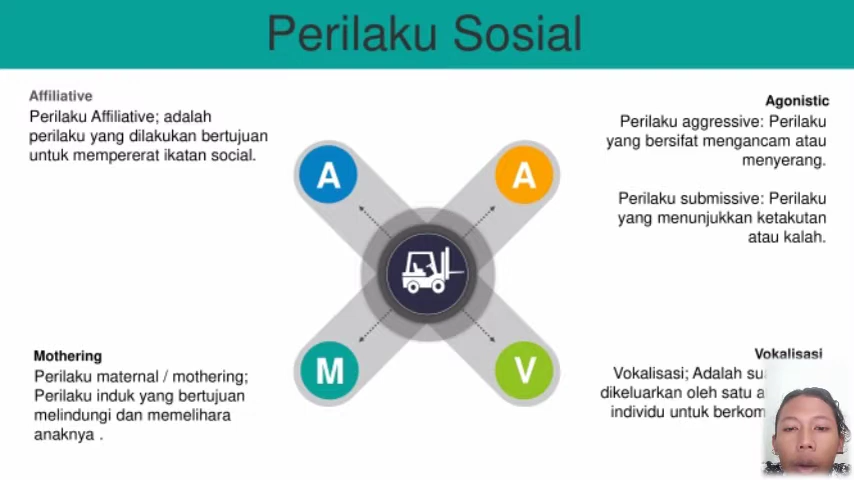 Perilaku Sosial
Affiliative
Perilaku Affiliative; adalah
perilaku yang dilakukan bertujuan
untuk mempererat ikatan social.
Agonistic
Perilaku aggressive: Perilaku
yang bersifat mengancam atau
menyerang.
Perilaku submissive: Perilaku
yang menunjukkan ketakutan
atau kalah.
A
A
M
V
Mothering
Perilaku maternal / mothering;
Perilaku induk yang bertujuan
melindungi dan memelihara
anaknya .
Vokalisasi
Vokalisasi; Adalah
dikeluarkan oleh satu
individu untuk